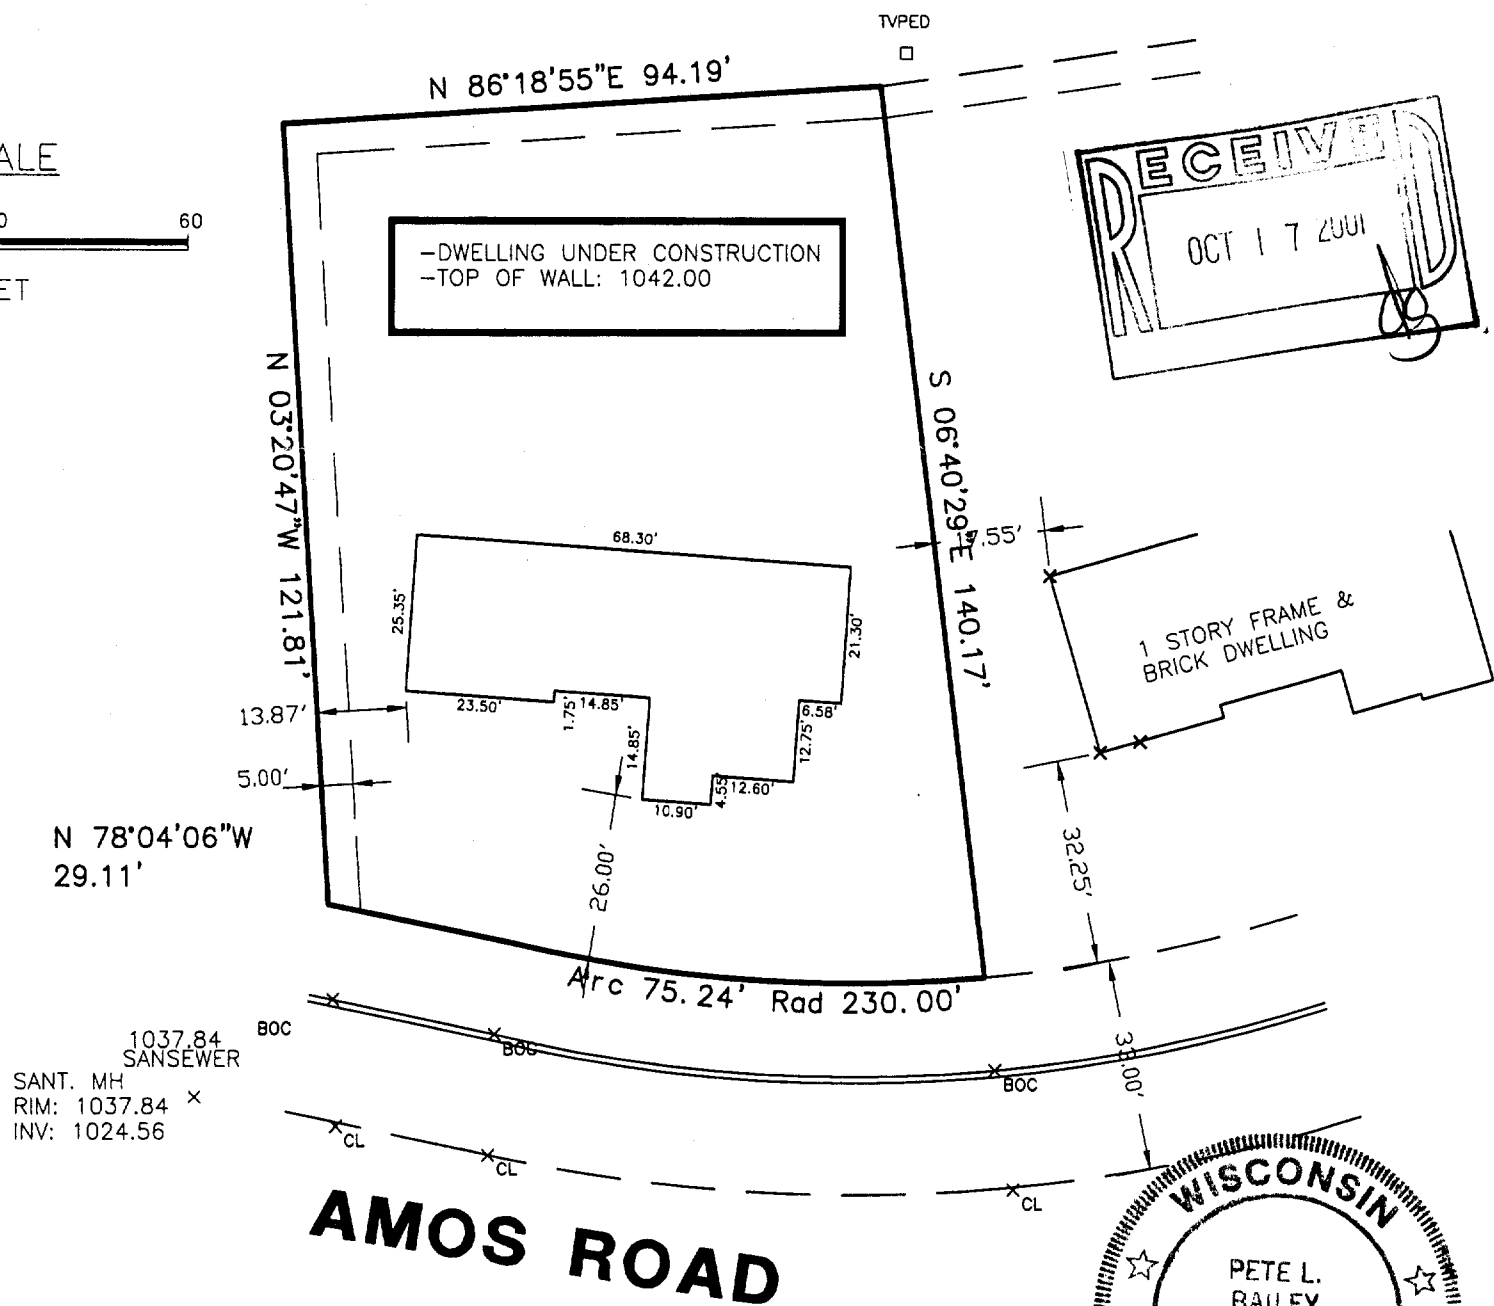 TVPED
N 86°18'55"E 94.19'
ALE
60
ET
RECEIVED
OCT 17 2001
-DWELLING UNDER CONSTRUCTION
-TOP OF WALL: 1042.00
N 03°20'47"W 121.81'
S 06°40'29"E 140.17'
7.55'
68.30'
25.35'
21.30'
1 STORY FRAME &
BRICK DWELLING
23.50'
1.75'
14.85'
14.85'
6.58'
12.75'
13.87'
5.00'
10.90'
4.55'
12.60'
26.00'
32.25'
N 78°04'06"W
29.11'
Arc 75.24' Rad 230.00'
33.00'
BOC
BOC
BOC
1037.84
SANSEWER
SANT. MH
RIM: 1037.84
INV: 1024.56
CL
CL
CL
AMOS ROAD
WISCONSIN
PETE L.
BAILEY